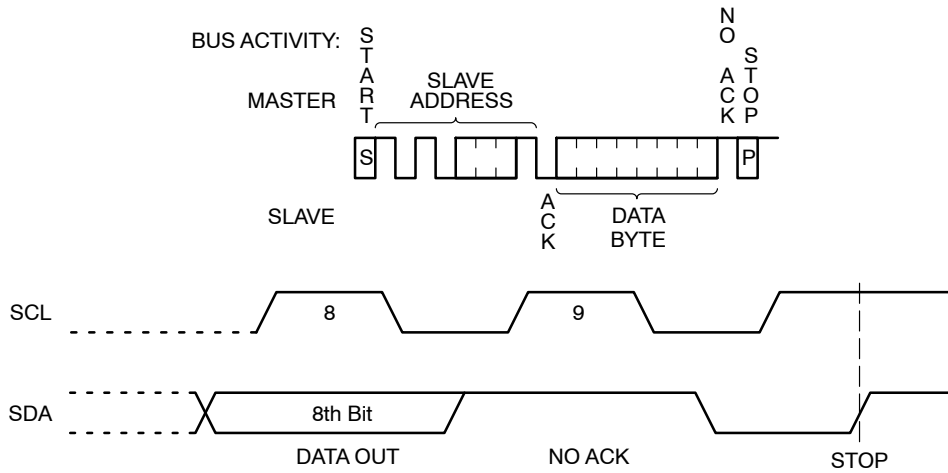 BUS ACTIVITY:
MASTER
START
SLAVE
ADDRESS
NO ACK
STOP
S
P
SLAVE
ACK
DATA
BYTE
SCL
8
9
SDA
8th Bit
DATA OUT
NO ACK
STOP